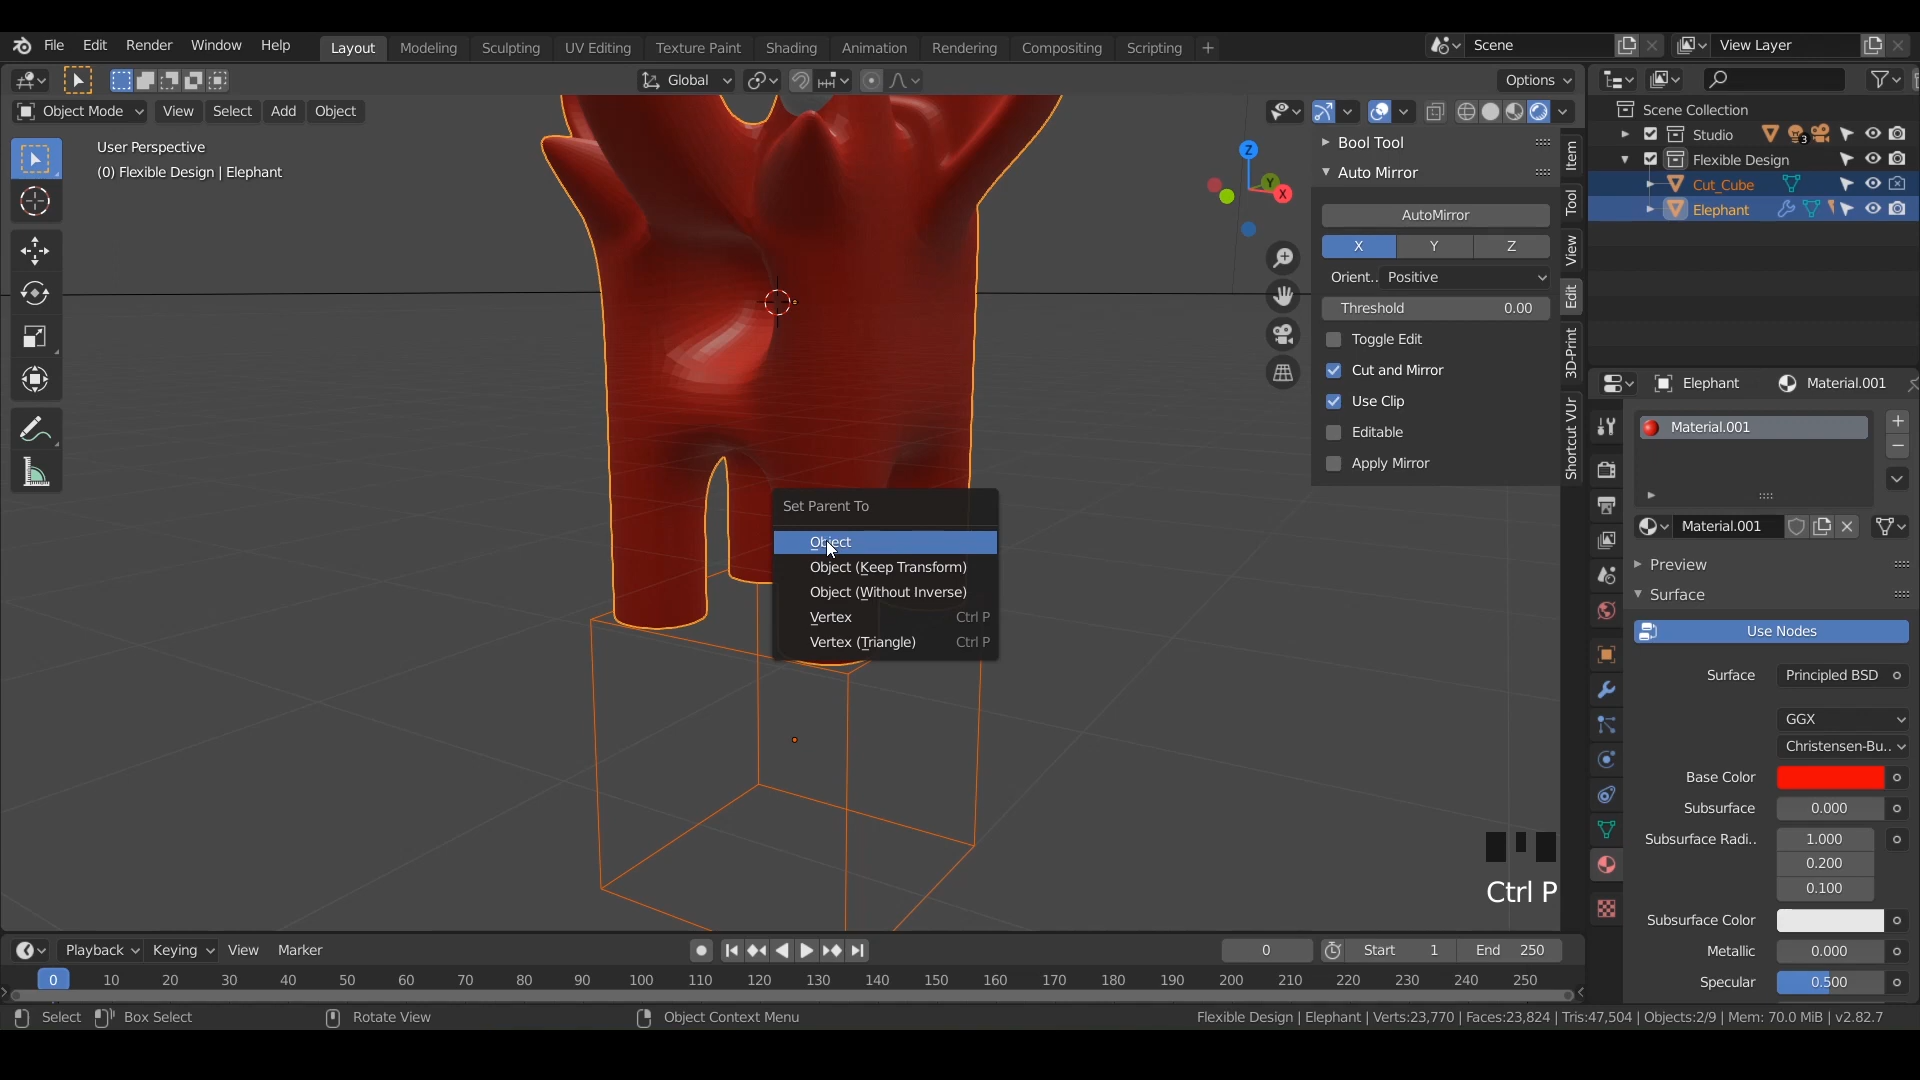 File Edit Render Window Help Layout Modeling Sculpting UV Editing Texture Paint Shading Animation Rendering Compositing Scripting + Scene View Layer
Global Options
Object Mode View Select Add Object
User Perspective
(0) Flexible Design | Elephant
Z
Y
X
Bool Tool
Auto Mirror
AutoMirror
X Y Z
Orient.. Positive
Threshold 0.00
Toggle Edit
Cut and Mirror
Use Clip
Editable
Apply Mirror
Item
Tool
View
Edit
3D-Print
Shortcut VUr
Scene Collection
Studio 3
Flexible Design
Cut_Cube
Elephant
Elephant Material.001
Material.001
Material.001
Preview
Surface
Use Nodes
Surface Principled BSD
GGX
Christensen-Bu..
Base Color
Subsurface 0.000
Subsurface Radi.. 1.000
0.200
0.100
Subsurface Color
Metallic 0.000
Specular 0.500
Set Parent To
Object
Object (Keep Transform)
Object (Without Inverse)
Vertex Ctrl P
Vertex (Triangle) Ctrl P
Ctrl P
Playback Keying View Marker 0 Start 1 End 250
0 10 20 30 40 50 60 70 80 90 100 110 120 130 140 150 160 170 180 190 200 210 220 230 240 250
Select Box Select Rotate View Object Context Menu Flexible Design | Elephant | Verts:23,770 | Faces:23,824 | Tris:47,504 | Objects:2/9 | Mem: 70.0 MiB | v2.82.7